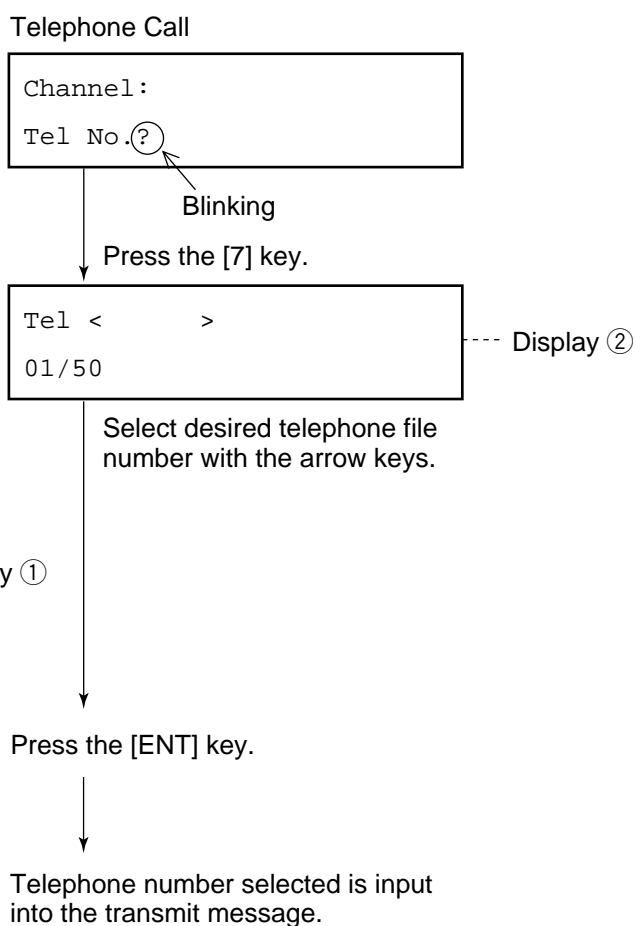 Telephone Call
Channel:
Tel No.?
Blinking
Press the [7] key.
Tel <      >
01/50
Display ②
Select desired telephone file
number with the arrow keys.
y ①
Press the [ENT] key.
Telephone number selected is input
into the transmit message.